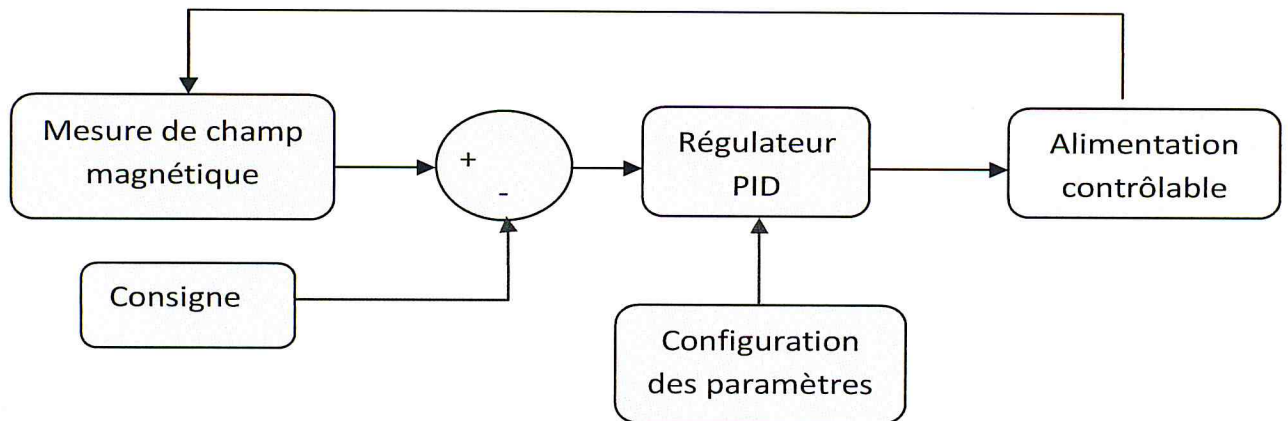 Mesure de champ
magnétique
+
-
Régulateur
PID
Alimentation
contrôlable
Consigne
Configuration
des paramètres